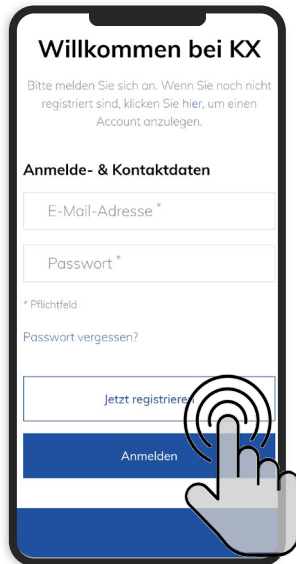 Willkommen bei KX
Bitte melden Sie sich an. Wenn Sie noch nicht
registriert sind, klicken Sie hier, um einen
Account anzulegen.
Anmelde- & Kontaktdaten
E-Mail-Adresse *
Passwort *
* Pflichtfeld
Passwort vergessen?
Jetzt registrieren
Anmelden